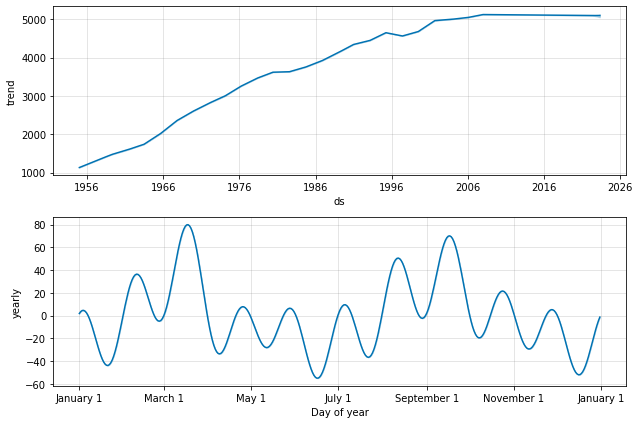 5000
4000
3000
2000
1000
trend
1956 1966 1976 1986 1996 2006 2016 2026
ds
80
60
40
20
0
−20
−40
−60
yearly
January 1 March 1 May 1 July 1 September 1 November 1 January 1
Day of year